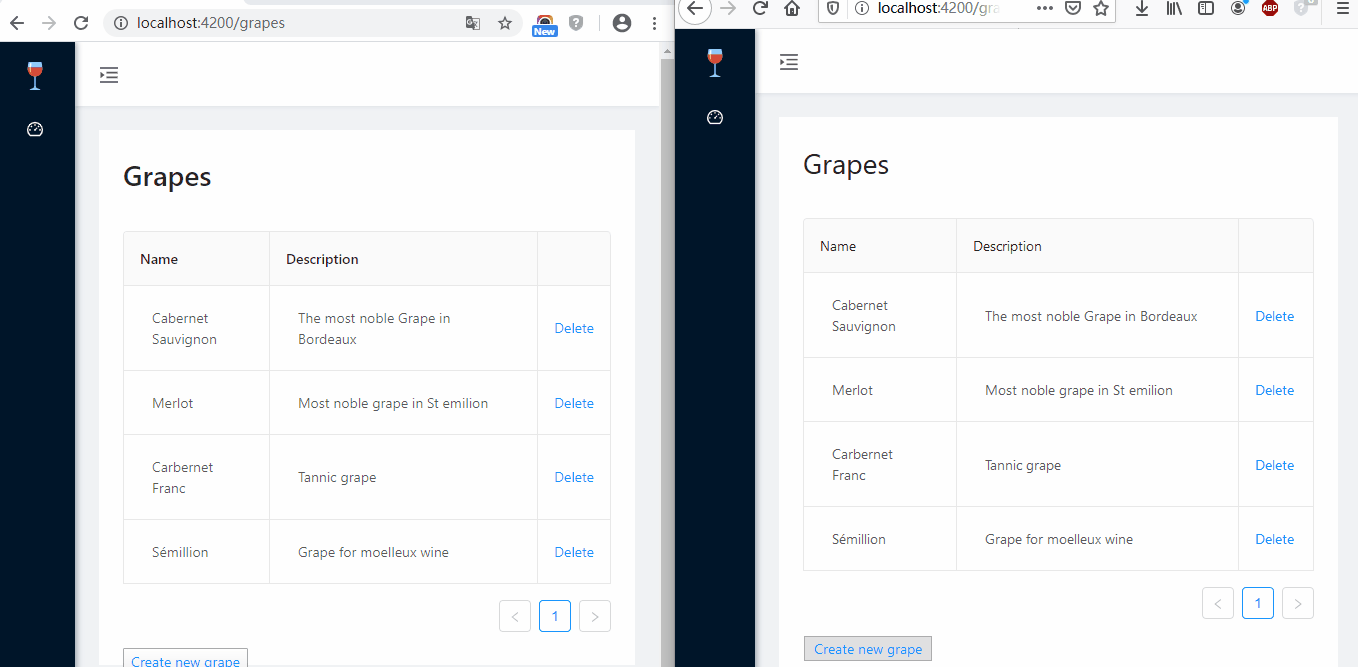 localhost:4200/grapes
New
Grapes
Name Description
Cabernet Sauvignon The most noble Grape in Bordeaux Delete
Merlot Most noble grape in St emilion Delete
Carbernet Franc Tannic grape Delete
Sémillion Grape for moelleux wine Delete
< 1 >
Create new grape
localhost:4200/gra
ABP
Grapes
Name Description
Cabernet Sauvignon The most noble Grape in Bordeaux Delete
Merlot Most noble grape in St emilion Delete
Carbernet Franc Tannic grape Delete
Sémillion Grape for moelleux wine Delete
< 1 >
Create new grape